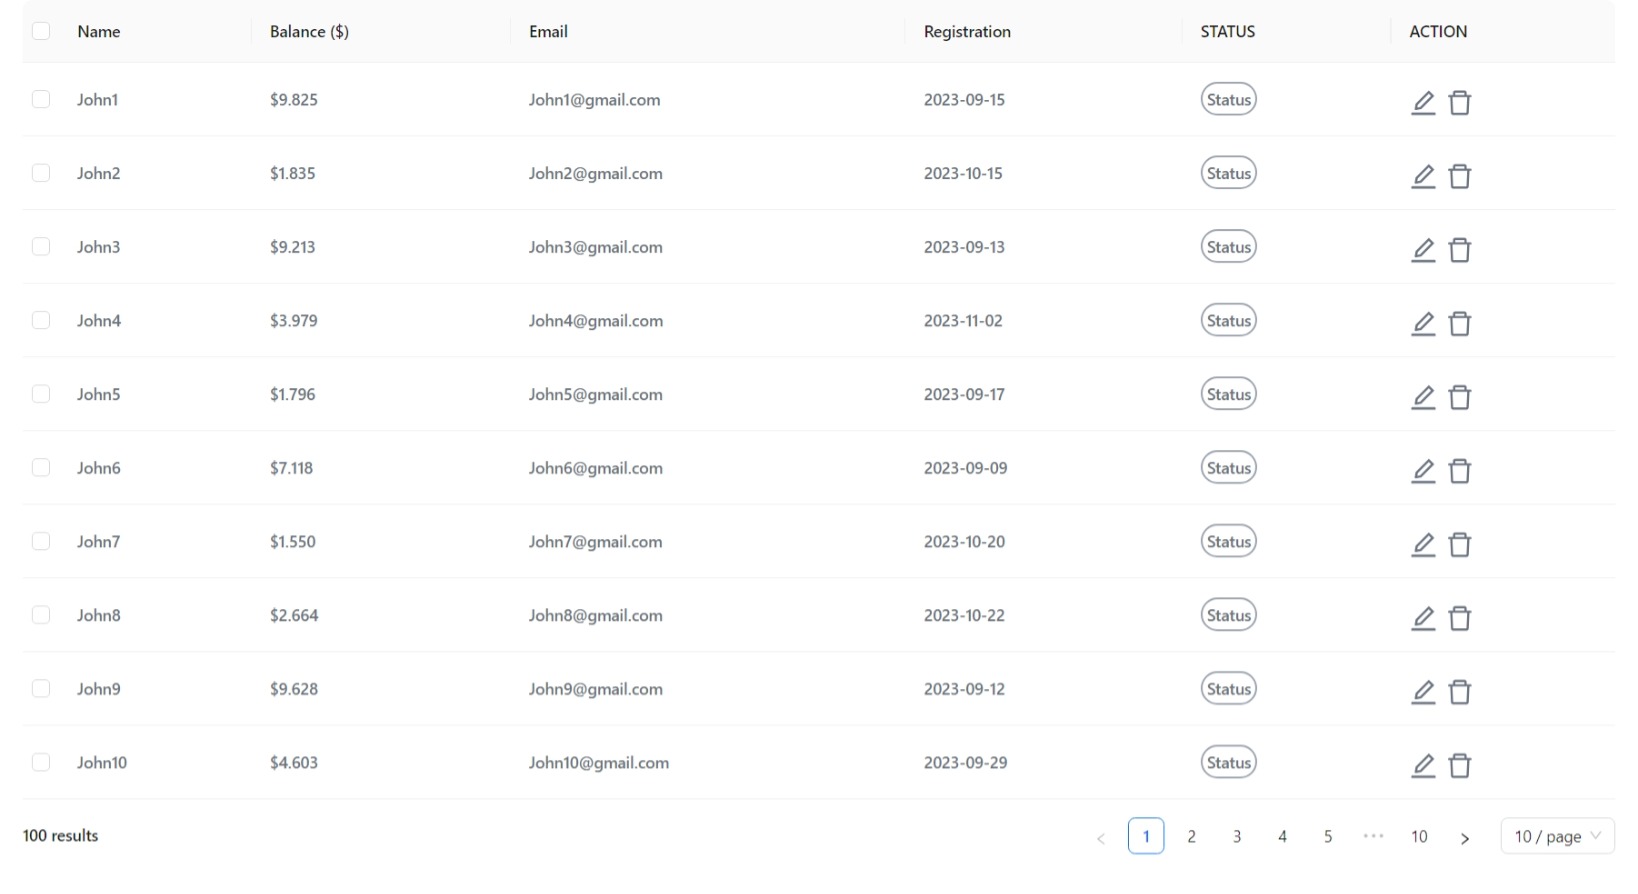 Name Balance ($) Email Registration STATUS ACTION
John1 $9.825 John1@gmail.com 2023-09-15 Status
John2 $1.835 John2@gmail.com 2023-10-15 Status
John3 $9.213 John3@gmail.com 2023-09-13 Status
John4 $3.979 John4@gmail.com 2023-11-02 Status
John5 $1.796 John5@gmail.com 2023-09-17 Status
John6 $7.118 John6@gmail.com 2023-09-09 Status
John7 $1.550 John7@gmail.com 2023-10-20 Status
John8 $2.664 John8@gmail.com 2023-10-22 Status
John9 $9.628 John9@gmail.com 2023-09-12 Status
John10 $4.603 John10@gmail.com 2023-09-29 Status
100 results < 1 2 3 4 5 ••• 10 > 10 / page